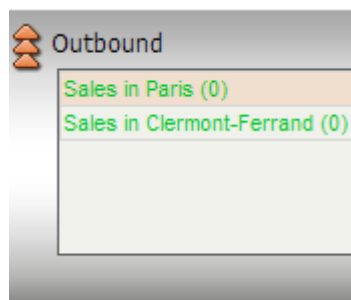 Outbound
Sales in Paris (0)
Sales in Clermont-Ferrand (0)